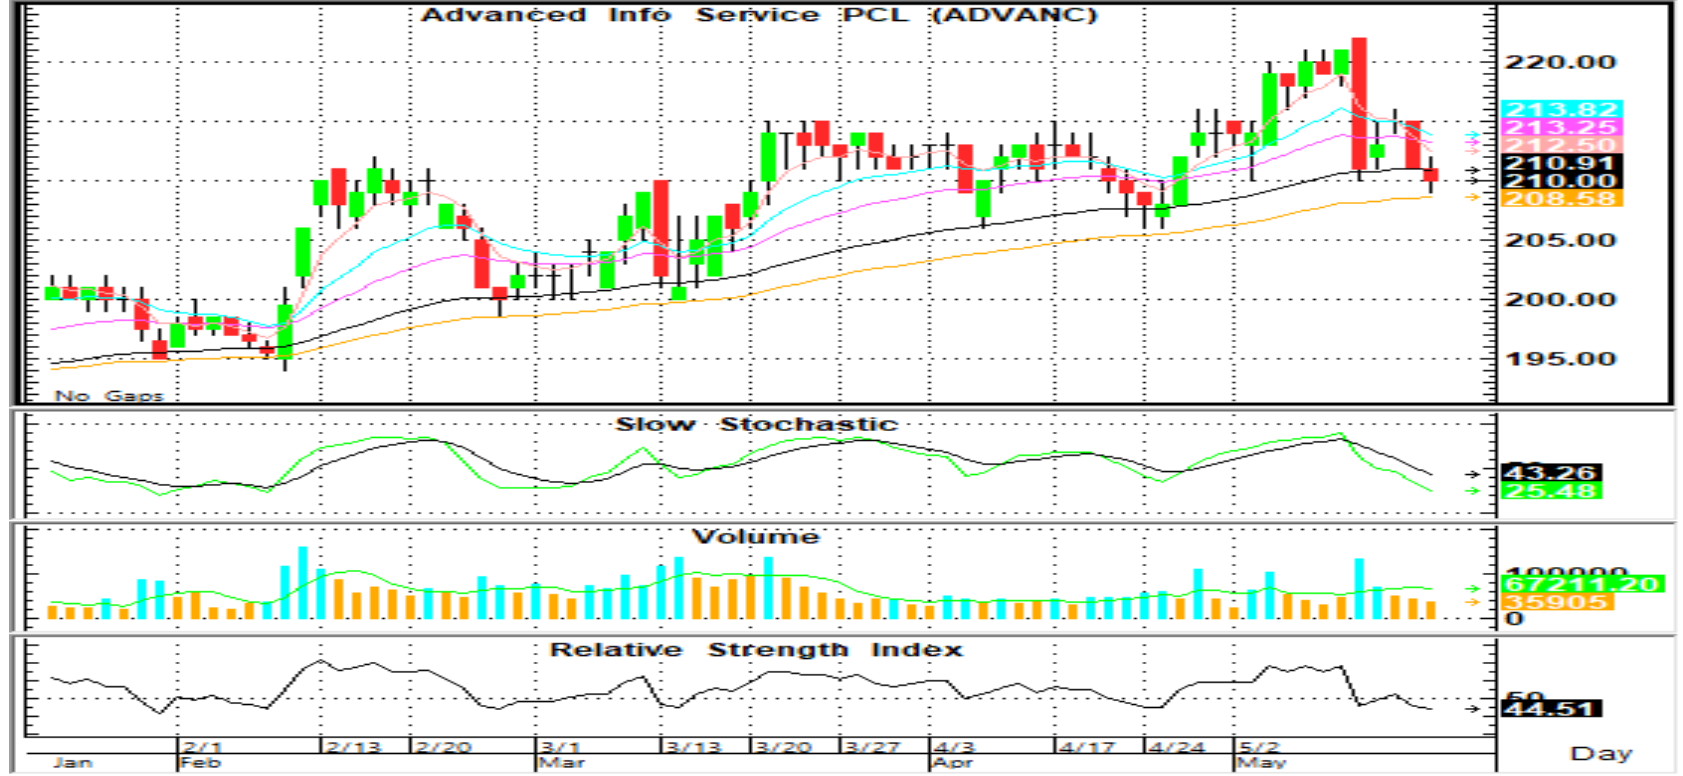 Advanced Info Service PCL (ADVANC)
220.00
213.82
213.25
212.50
210.91
210.00
208.58
205.00
200.00
195.00
No Gaps
Slow Stochastic
43.26
25.48
Volume
100000
67211.20
35905
0
Relative Strength Index
50
44.51
2/1 2/13 2/20 3/1 3/13 3/20 3/27 4/3 4/17 4/24 5/2
Jan Feb Mar Apr May
Day